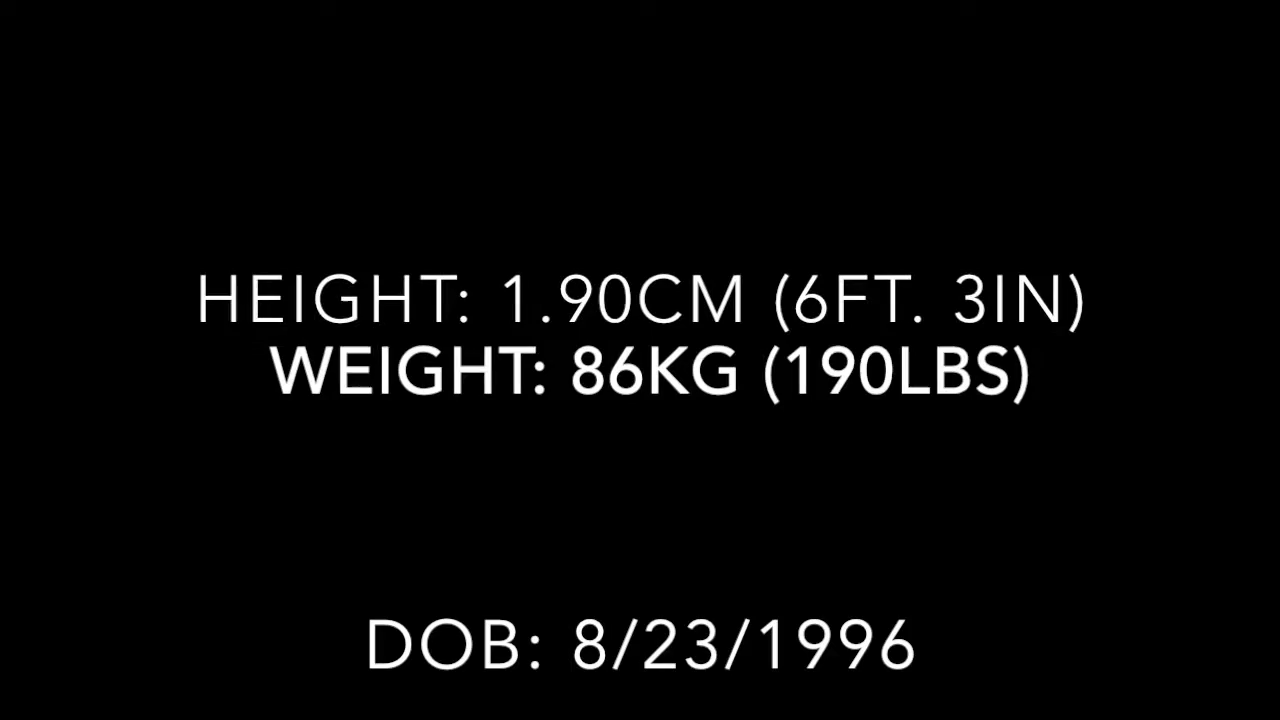 HEIGHT: 1.90CM (6FT. 3IN)
WEIGHT: 86KG (190LBS)
DOB: 8/23/1996